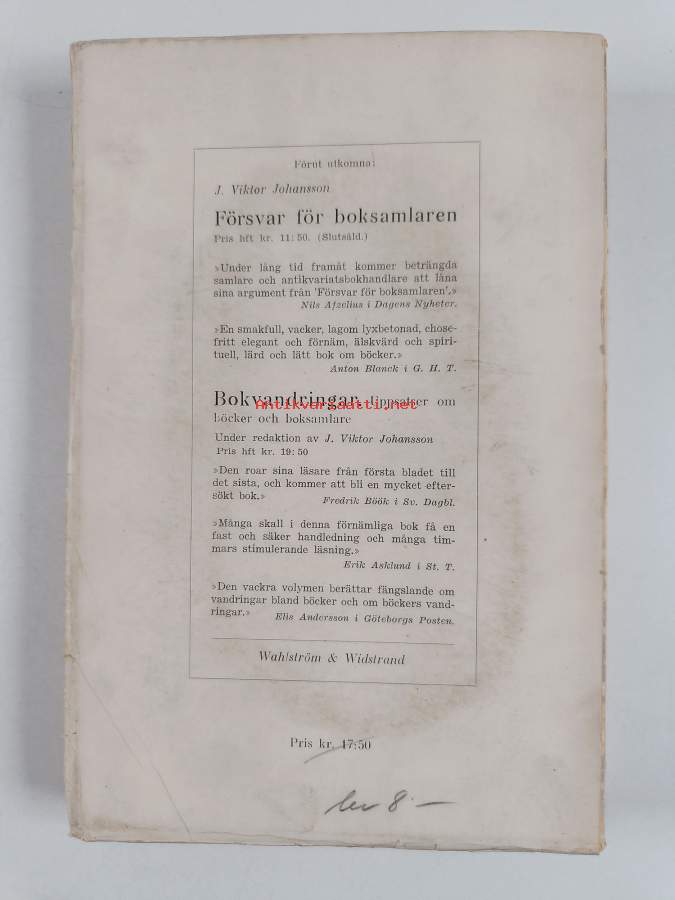 Förut utkomna:
J. Viktor Johansson
Försvar för boksamlaren
Pris hft kr. 11:50. (Slutsåld.)
»Under lång tid framåt kommer beträngda
samlare och antikvariatsbokhandlare att låna
sina argument från 'Försvar för boksamlaren'.»
Nils Afzelius i Dagens Nyheter.
»En smakfull, vacker, lagom lyxbetonad, chose-
fritt elegant och förnäm, älskvärd och spiri-
tuell, lärd och lätt bok om böcker.»
Anton Blanck i G. H. T.
Bokvandringar. Uppsatser om
Antikvariaatti.net
böcker och boksamlare
Under redaktion av J. Viktor Johansson
Pris hft kr. 19:50
»Den roar sina läsare från första bladet till
det sista, och kommer att bli en mycket efter-
sökt bok.» Fredrik Böök i Sv. Dagbl.
»Många skall i denna förnämliga bok få en
fast och säker handledning och många tim-
mars stimulerande läsning.»
Erik Asklund i St. T.
»Den vackra volymen berättar fängslande om
vandringar bland böcker och om böckers vand-
ringar.» Elis Andersson i Göteborgs Posten.
Wahlström & Widstrand
Pris kr. 17:50
8:—